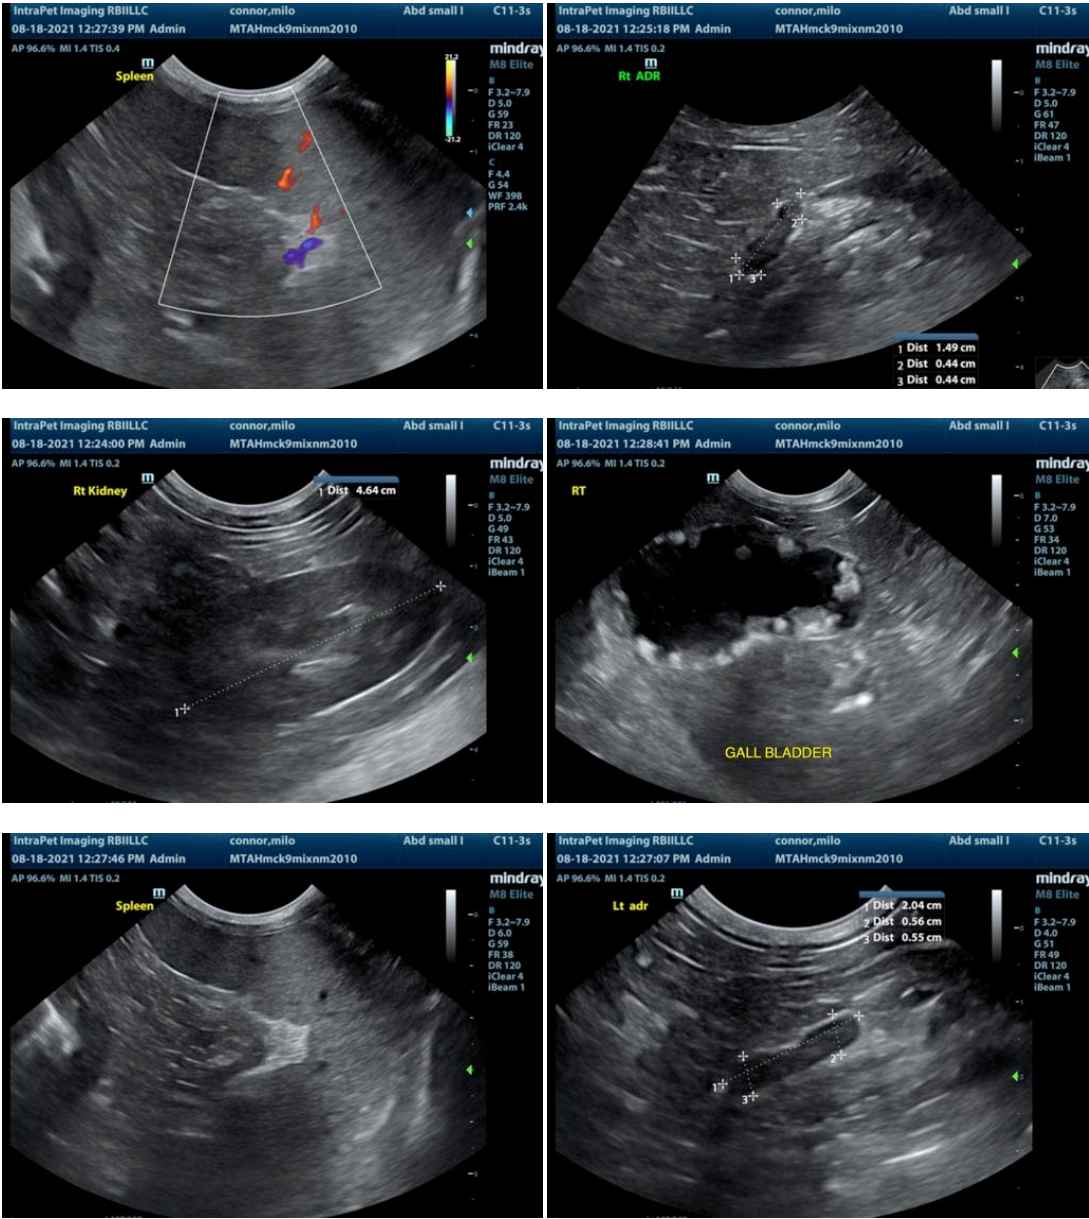 IntraPet Imaging RBIILLC connor,milo Abd small I C11-3s
08-18-2021 12:27:39 PM Admin MTAHmck9mixnm2010
AP 96.6% MI 1.4 TIS 0.4
mindray
M8 Elite
m
Spleen
21.2
-21.2
B
F 3.2~7.9
D 5.0
G 59
FR 23
DR 120
iClear 4
C
F 4.4
G 54
WF 398
PRF 2.4k
IntraPet Imaging RBIILLC connor,milo Abd small I C11-3s
08-18-2021 12:25:18 PM Admin MTAHmck9mixnm2010
AP 96.6% MI 1.4 TIS 0.2
mindray
M8 Elite
m
Rt ADR
B
F 3.2~7.9
D 5.0
G 61
FR 47
DR 120
iClear 4
iBeam 1
2
1 3
1 Dist 1.49 cm
2 Dist 0.44 cm
3 Dist 0.44 cm
IntraPet Imaging RBIILLC connor,milo Abd small I C11-3s
08-18-2021 12:24:00 PM Admin MTAHmck9mixnm2010
AP 96.6% MI 1.4 TIS 0.2
mindray
M8 Elite
m
Rt Kidney
1 Dist 4.64 cm
B
F 3.2~7.9
D 5.0
G 49
FR 43
DR 120
iClear 4
iBeam 1
1
IntraPet Imaging RBIILLC connor,milo Abd small I C11-3s
08-18-2021 12:28:41 PM Admin MTAHmck9mixnm2010
AP 96.6% MI 1.4 TIS 0.2
mindray
M8 Elite
m
RT
B
F 3.2~7.9
D 7.0
G 53
FR 34
DR 120
iClear 4
iBeam 1
GALL BLADDER
IntraPet Imaging RBIILLC connor,milo Abd small I C11-3s
08-18-2021 12:27:46 PM Admin MTAHmck9mixnm2010
AP 96.6% MI 1.4 TIS 0.2
mindray
M8 Elite
m
Spleen
B
F 3.2~7.9
D 6.0
G 59
FR 38
DR 120
iClear 4
iBeam 1
IntraPet Imaging RBIILLC connor,milo Abd small I C11-3s
08-18-2021 12:27:07 PM Admin MTAHmck9mixnm2010
AP 96.6% MI 1.4 TIS 0.2
mindray
M8 Elite
m
Lt adr
1 Dist 2.04 cm
2 Dist 0.56 cm
3 Dist 0.55 cm
B
F 3.2~7.9
D 4.0
G 51
FR 49
DR 120
iClear 4
iBeam 1
2
1
3